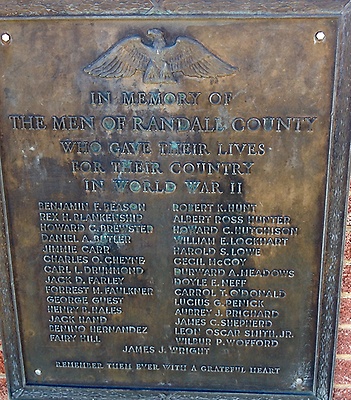 IN MEMORY OF
THE MEN OF RANDALL COUNTY
WHO GAVE THEIR LIVES
FOR THEIR COUNTRY
IN WORLD WAR II
BENJAMIN F. BEASON
REX H. BLANKENSHIP
HOWARD C. BREWSTER
DANIEL A. BUTLER
JIMMIE CARR
CHARLES O. CHEYNE
CARL L. DRUMMOND
JACK D. FARLEY
FORREST M. FAULKNER
GEORGE GUEST
HENRY B. HALES
JACK HAND
BENINO HERNANDEZ
FAIRY HILL
ROBERT K. HUNT
ALBERT ROSS HUNTER
HOWARD C. HUTCHISON
WILLIAM E. LOCKHART
HAROLD S. LOWE
CECIL McCOY
DURWARD A. MEADOWS
DOYLE E. NEFF
CARROL T. O'DONALD
LUCIUS G. PENICK
AUBREY J. PRICHARD
JAMES C. SHEPHERD
LEON OSCAR SMITH, JR.
WILBUR P. WOFFORD
JAMES J. WRIGHT
REMEMBER THEM EVER WITH A GRATEFUL HEART